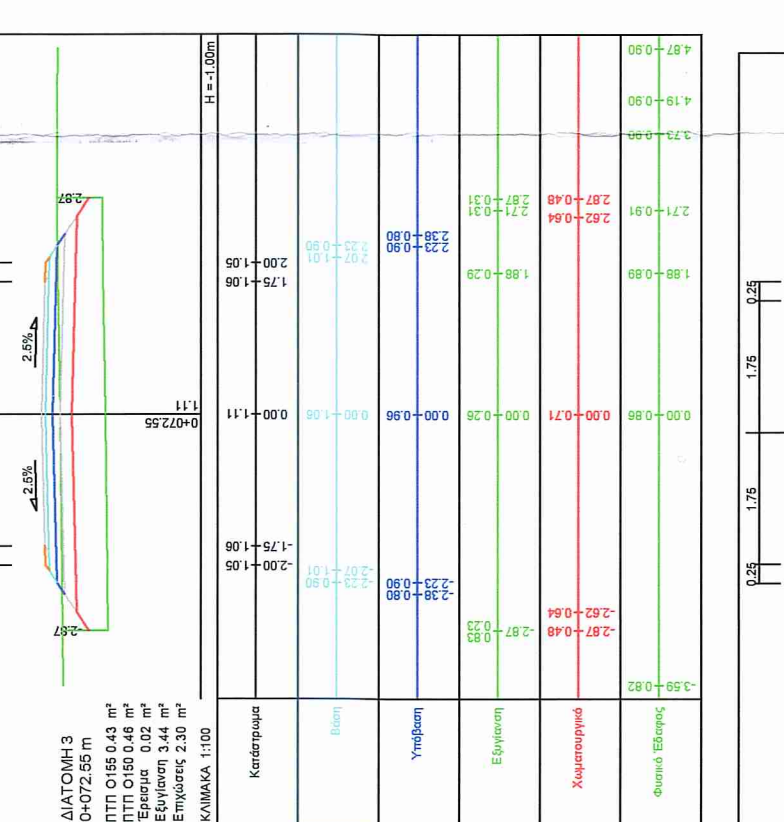 ΔΙΑΤΟΜΗ 3
0+072.55 m
ΠΤΠ Ο155 0.43 m²
ΠΤΠ Ο150 0.46 m²
Έρεισμα 0.02 m²
Εξυγίανση 3.44 m²
Επιχώσεις 2.30 m²
ΚΛΙΜΑΚΑ 1:100
-2.87
2.5%
0+072.55
1.11
2.5%
2.87
H = -1.00m
Κατάστρωμα
-2.00 1.05
-1.75 1.06
0.00 1.11
1.75 1.06
2.00 1.05
Βάση
-2.23 0.90
-2.07 1.01
0.00 1.06
2.07 1.01
2.23 0.90
Υπόβαση
-2.38 0.80
-2.23 0.90
0.00 0.96
2.23 0.90
2.38 0.80
Εξυγίανση
-2.87 0.83
0.23
0.00 0.26
1.88 0.29
2.71 0.31
2.87 0.31
Χωματουργικό
-2.87 0.48
-2.62 0.64
0.00 0.71
2.62 0.64
2.87 0.48
Φυσικό Έδαφος
-3.59 0.82
0.00 0.86
1.88 0.89
2.71 0.91
3.73 0.90
4.19 0.90
4.87 0.90
0.25
1.75
1.75
0.25